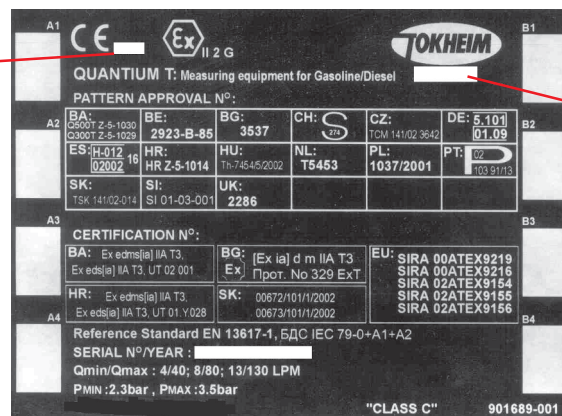 A1
B1
CE
Ex II 2 G
TOKHEIM
QUANTIUM T: Measuring equipment for Gasoline/Diesel
PATTERN APPROVAL Nº:
A2
B2
BA: Q500T Z-5-1030 Q300T Z-5-1029
BE: 2923-B-85
BG: 3537
CH: S 274
CZ: TCM 141/02 3642
DE: 5.101 01.09
ES: H-012 02002 16
HR: HR Z-5-1014
HU: Th-7454/5/2002
NL: T5453
PL: 1037/2001
PT: P 02 103 91/13
SK: TSK 141/02-014
SI: SI 01-03-001
UK: 2286
A3
B3
CERTIFICATION Nº:
BA: Ex edms[ia] IIA T3,
Ex eds[ia] IIA T3, UT 02 001
BG: [Ex ia] d m IIA T3
Ex Прот. No 329 ExT
EU: SIRA 00ATEX9219
SIRA 00ATEX9216
SIRA 02ATEX9154
SIRA 02ATEX9155
SIRA 02ATEX9156
HR: Ex edms[ia] IIA T3,
Ex eds[ia] IIA T3, UT 01.Y.028
SK: 00672/101/1/2002
00673/101/1/2002
A4
B4
Reference Standard EN 13617-1, БДС IEC 79-0+A1+A2
SERIAL Nº/YEAR :
Qmin/Qmax : 4/40; 8/80; 13/130 LPM
PMIN :2.3bar , PMAX :3.5bar
"CLASS C" 901689-001